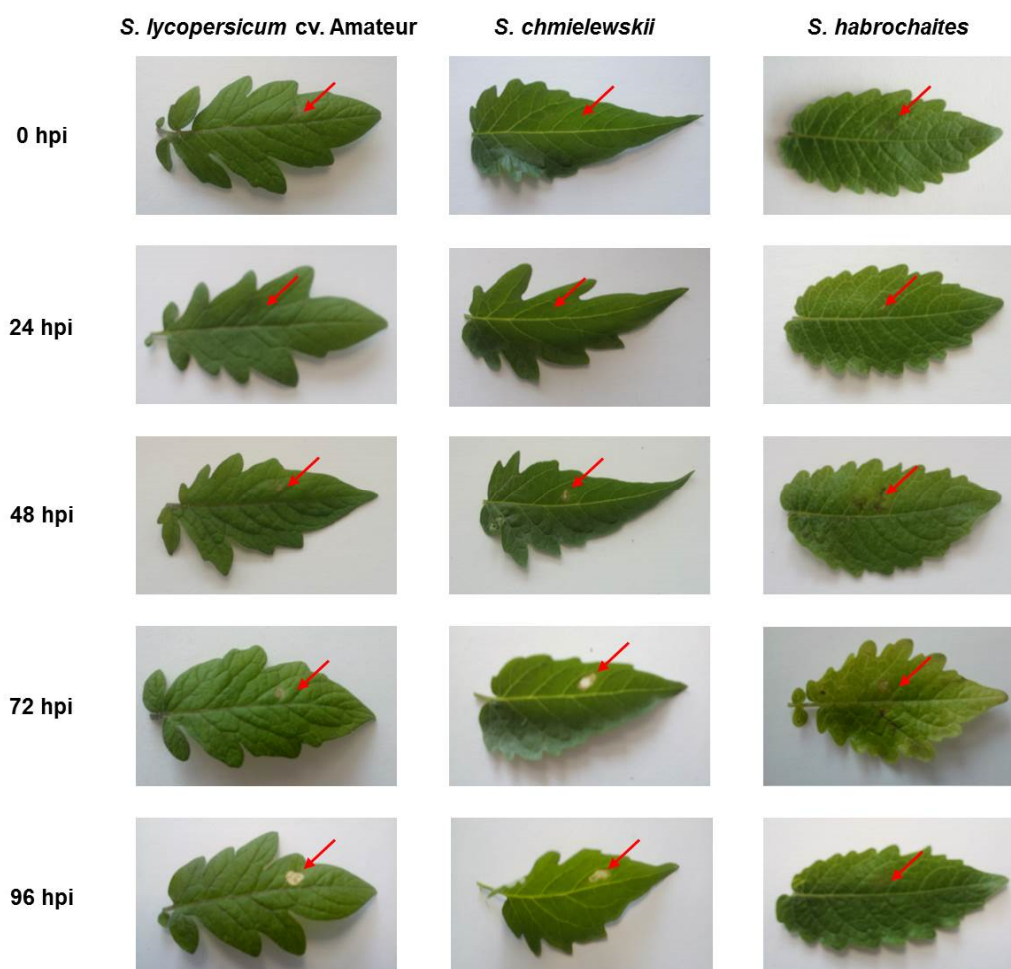 S. lycopersicum cv. Amateur S. chmielewskii S. habrochaites
0 hpi
24 hpi
48 hpi
72 hpi
96 hpi